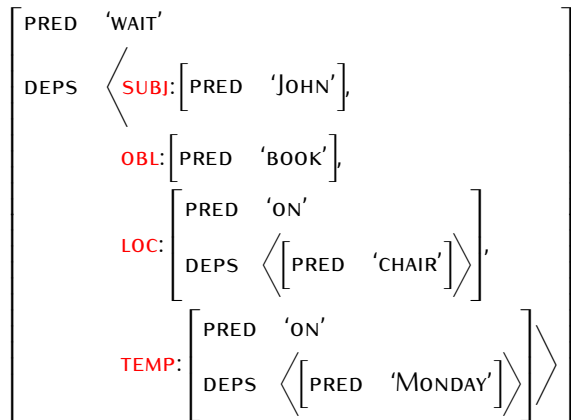 PRED ‘WAIT’
DEPS ⟨ SUBJ: [PRED ‘JOHN’],
OBL: [PRED ‘BOOK’],
LOC: [PRED ‘ON’
DEPS ⟨[PRED ‘CHAIR’]⟩],
TEMP: [PRED ‘ON’
DEPS ⟨[PRED ‘MONDAY’]⟩]⟩